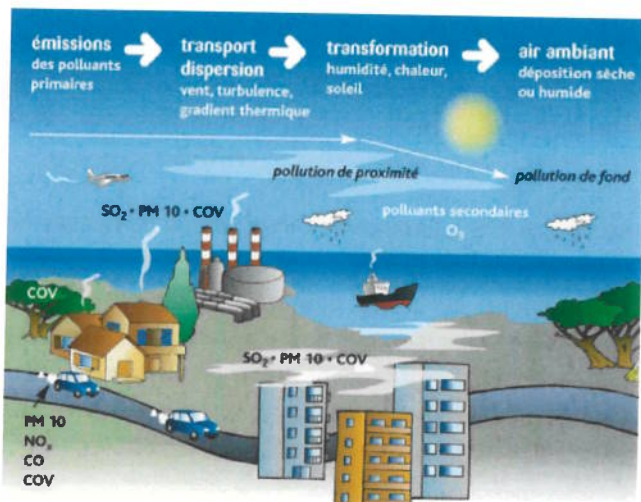 émissions
des polluants
primaires
transport
dispersion
vent, turbulence,
gradient thermique
transformation
humidité, chaleur,
soleil
air ambiant
déposition sèche
ou humide
pollution de proximité
pollution de fond
SO₂ • PM 10 • COV
polluants secondaires
O₃
COV
SO₂ • PM 10 • COV
PM 10
NOₓ
CO
COV